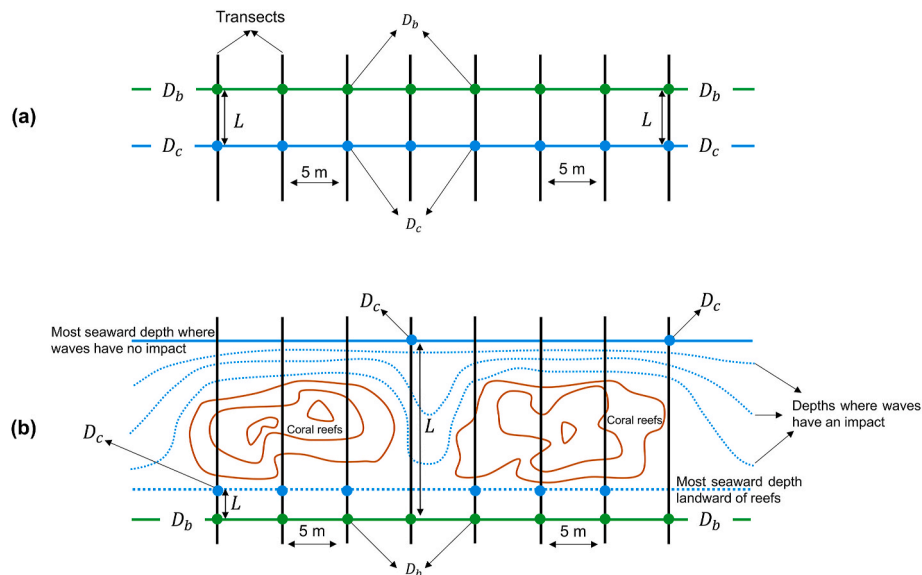 Transects
D_b
D_b
D_b
(a)
L
L
D_c
D_c
5 m
5 m
D_c
D_c
D_c
Most seaward depth where
waves have no impact
Coral reefs
Coral reefs
Depths where waves
have an impact
(b)
L
D_c
Most seaward depth
landward of reefs
L
D_b
D_b
5 m
5 m
D_b